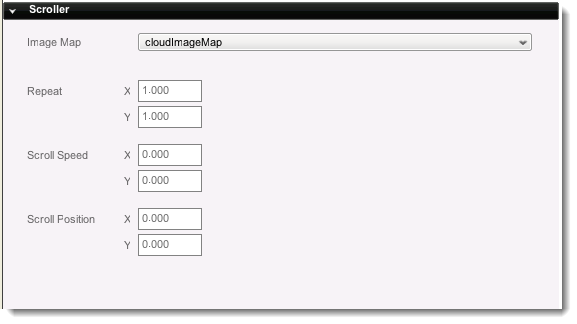 Scroller
Image Map cloudImageMap
Repeat X 1.000
Y 1.000
Scroll Speed X 0.000
Y 0.000
Scroll Position X 0.000
Y 0.000